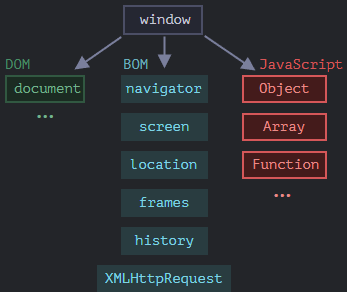 window
DOM
BOM
JavaScript
document
navigator
Object
...
screen
Array
location
Function
frames
...
history
XMLHttpRequest